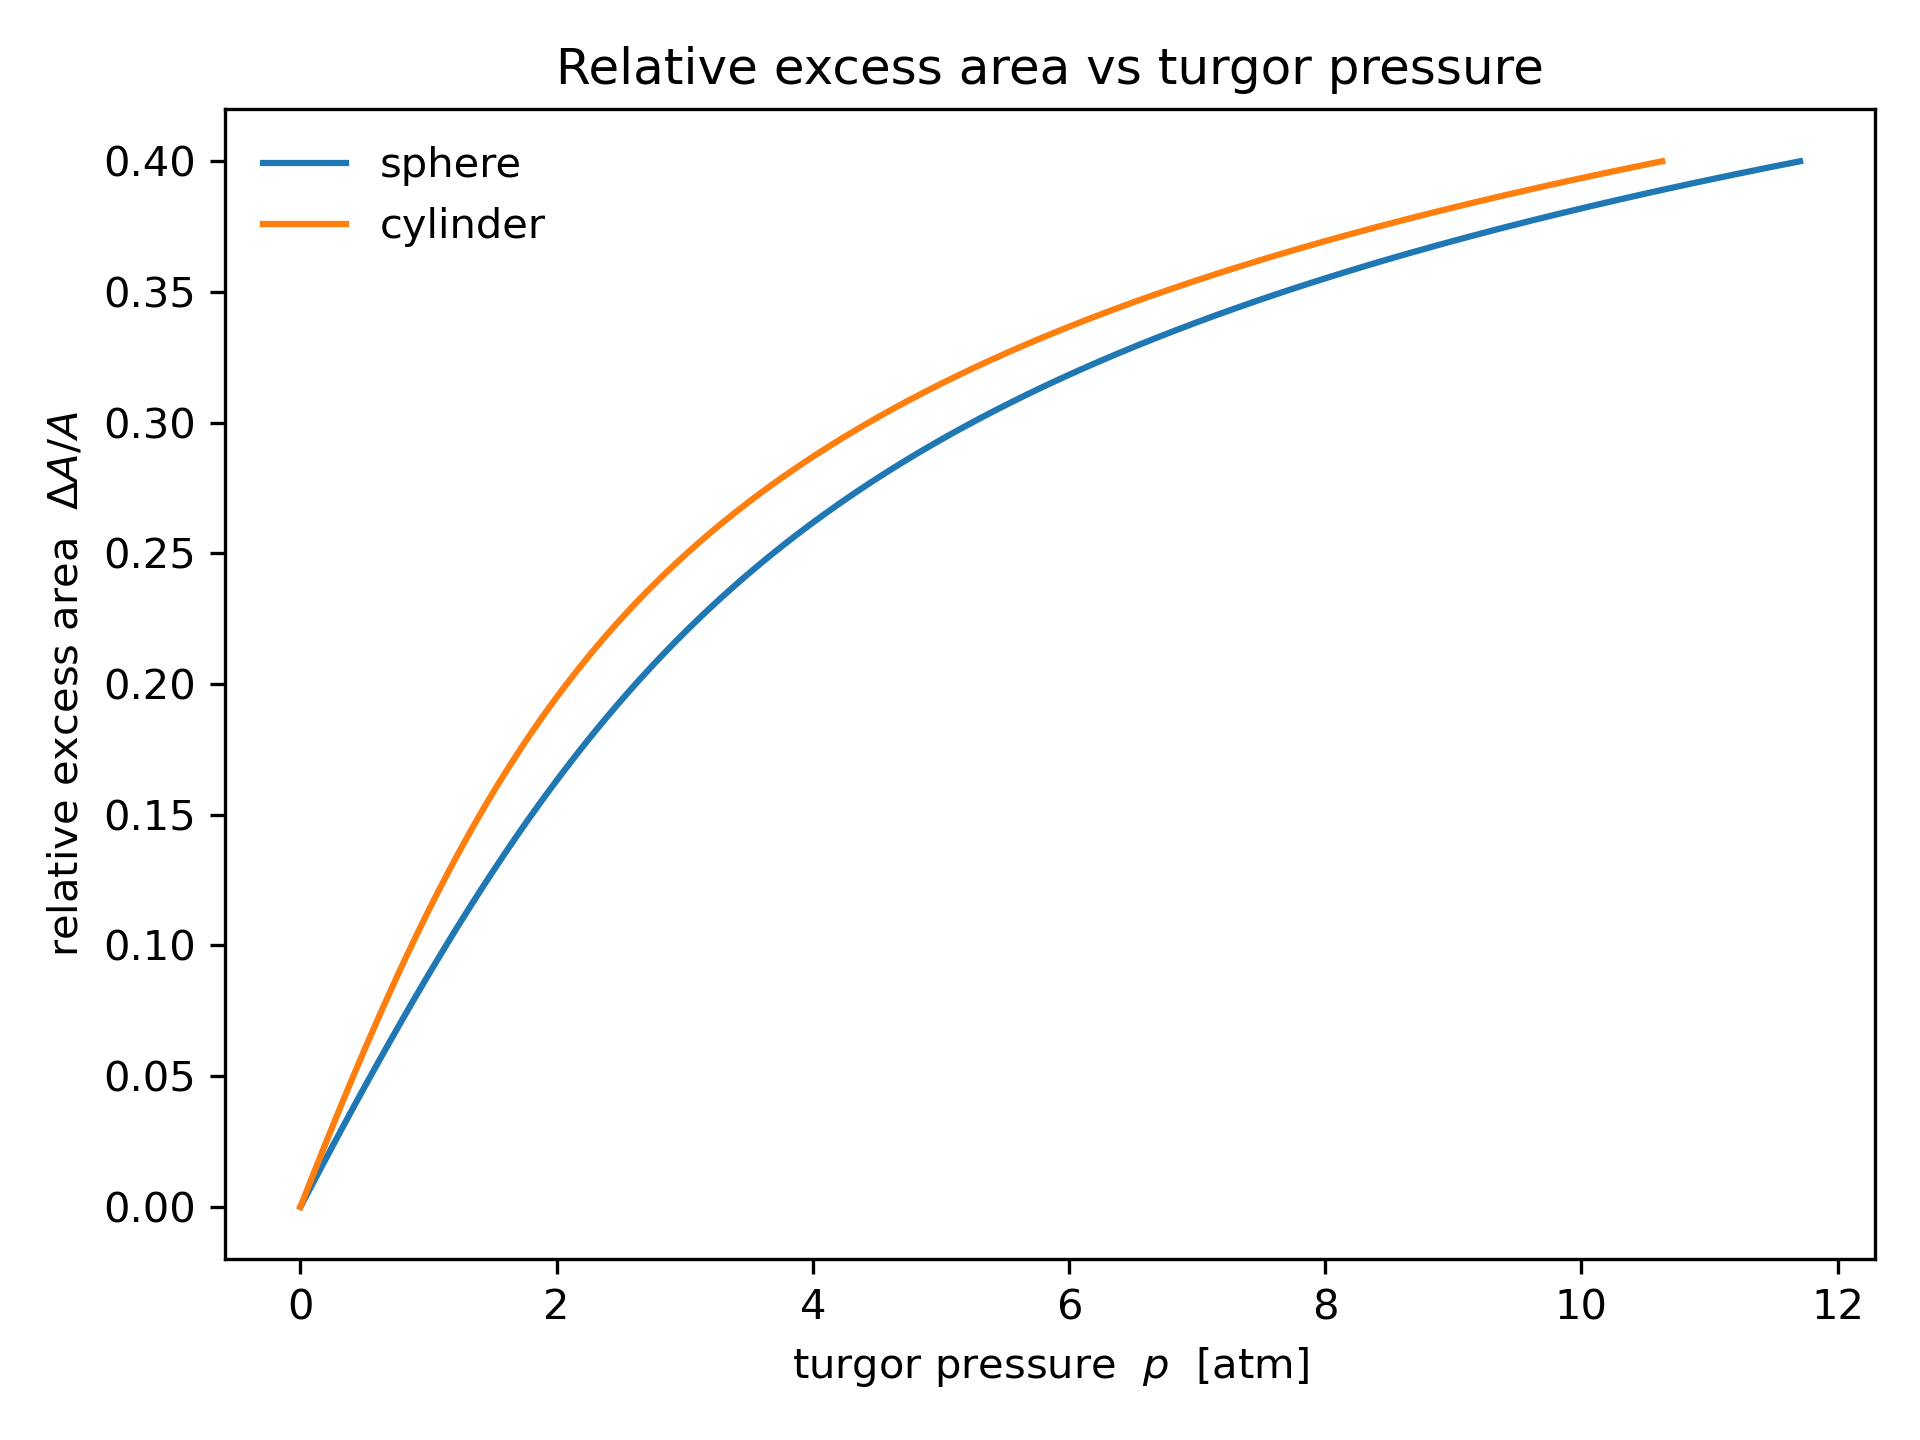 Relative excess area vs turgor pressure
sphere
cylinder
relative excess area ΔA/A
0.40
0.35
0.30
0.25
0.20
0.15
0.10
0.05
0.00
0 2 4 6 8 10 12
turgor pressure p [atm]